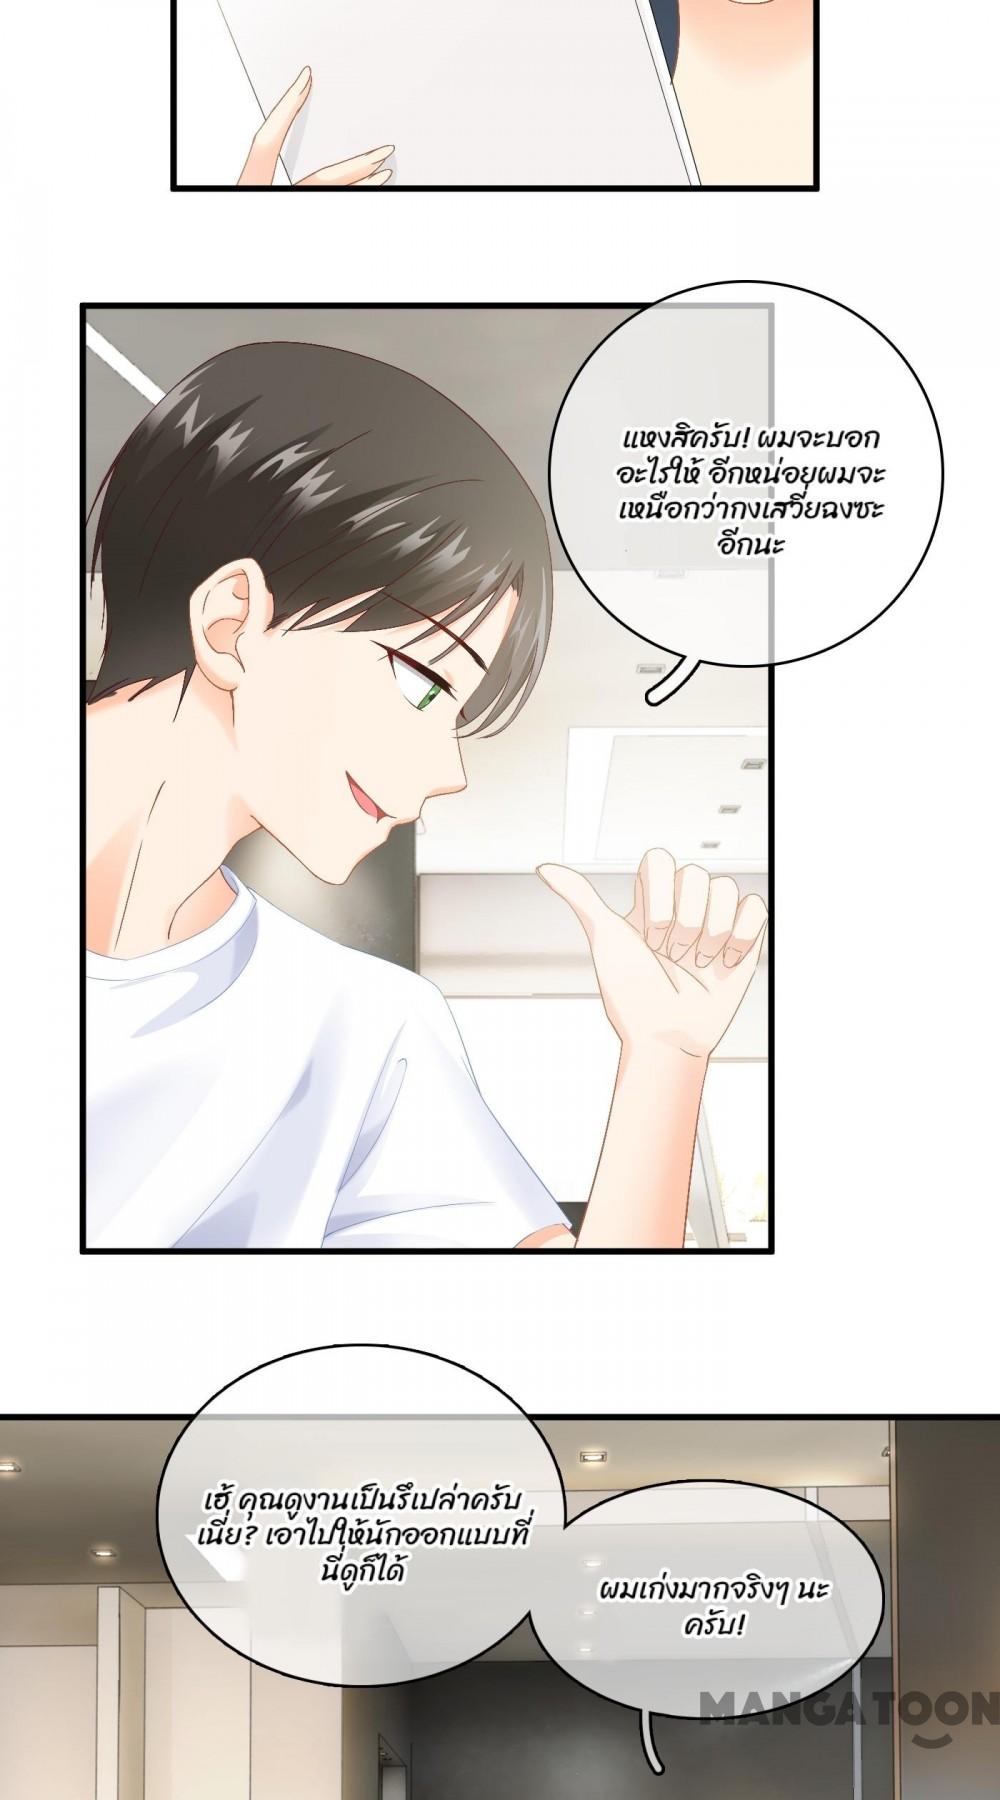 แหงสิครับ! ผมจะบอก
อะไรให้ อีกหน่อยผมจะ
เหนือกว่ากงเสวี่ยฉงซะ
อีกนะ
เฮ้ คุณดูงานเป็นรึเปล่าครับ
เนี่ย? เอาไปให้นักออกแบบที่
นี่ดูก็ได้
ผมเก่งมากจริงๆ นะ
ครับ!
MANGATOON